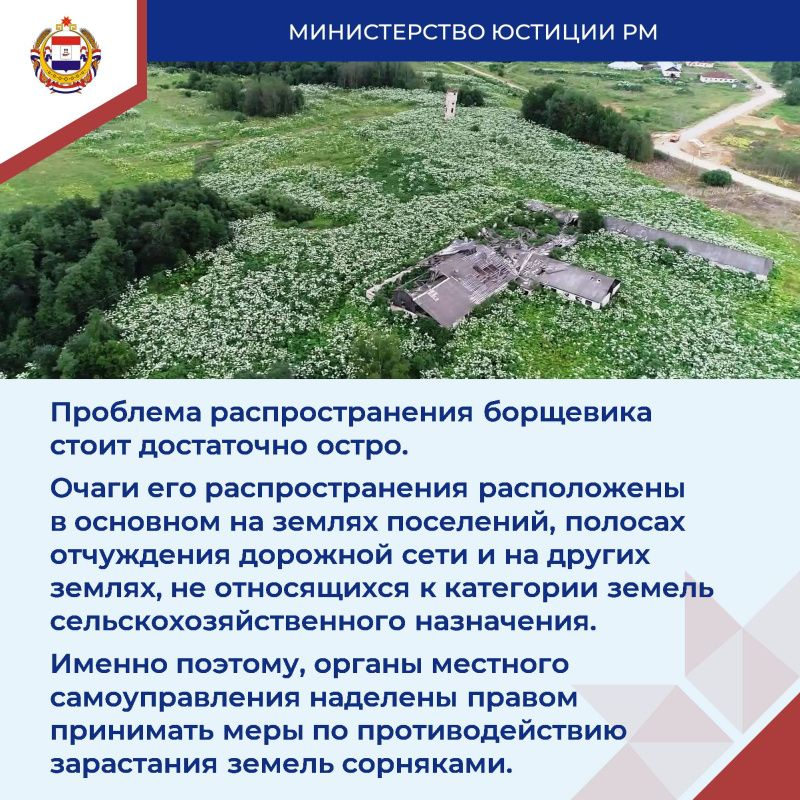 МИНИСТЕРСТВО ЮСТИЦИИ РМ
Проблема распространения борщевика
стоит достаточно остро.
Очаги его распространения расположены
в основном на землях поселений, полосах
отчуждения дорожной сети и на других
землях, не относящихся к категории земель
сельскохозяйственного назначения.
Именно поэтому, органы местного
самоуправления наделены правом
принимать меры по противодействию
зарастания земель сорняками.